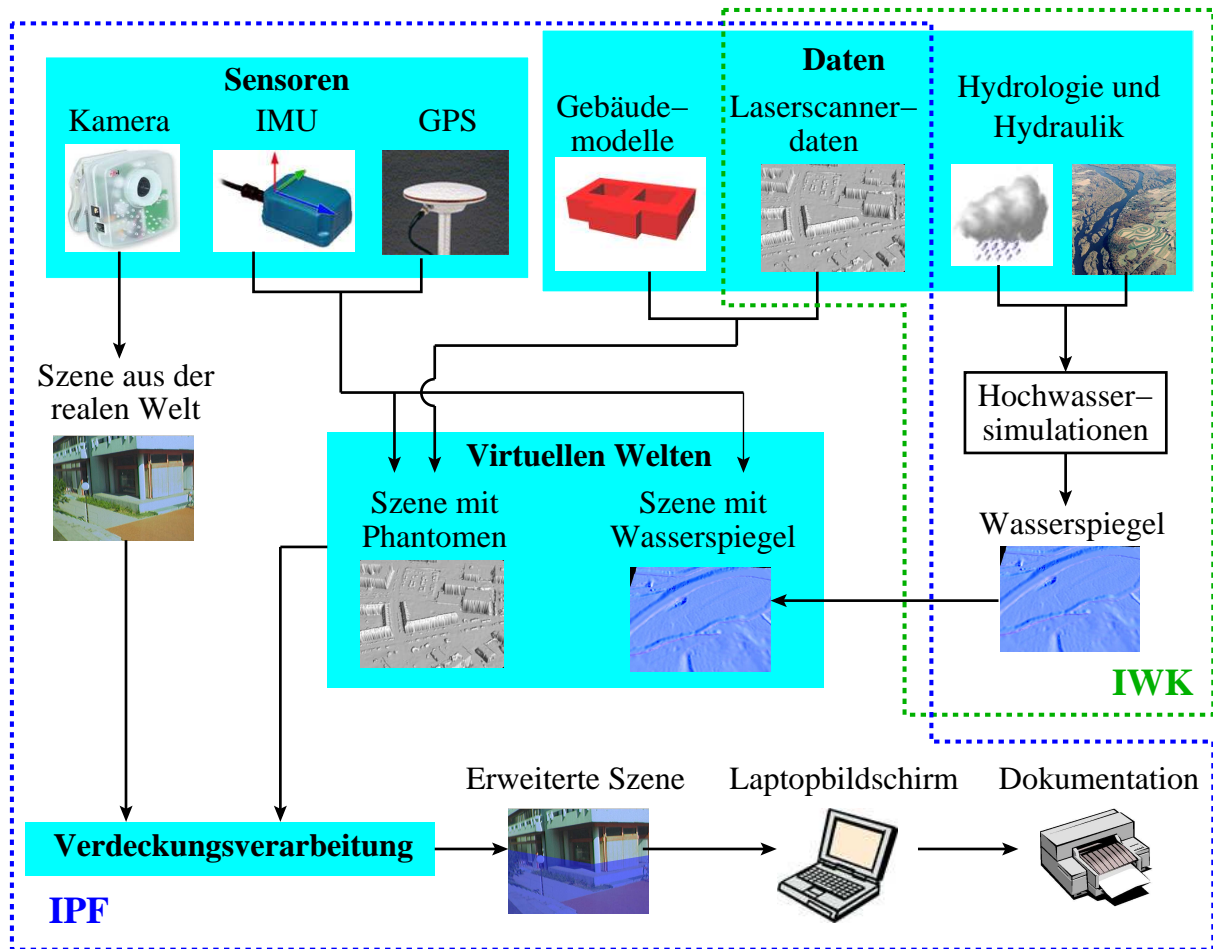 Sensoren
Kamera
IMU
GPS
Daten
Gebäude–
modelle
Laserscanner–
daten
Hydrologie und
Hydraulik
Szene aus der
realen Welt
Hochwasser–
simulationen
Virtuellen Welten
Szene mit
Phantomen
Szene mit
Wasserspiegel
Wasserspiegel
IWK
Erweiterte Szene
Laptopbildschirm
Dokumentation
Verdeckungsverarbeitung
IPF